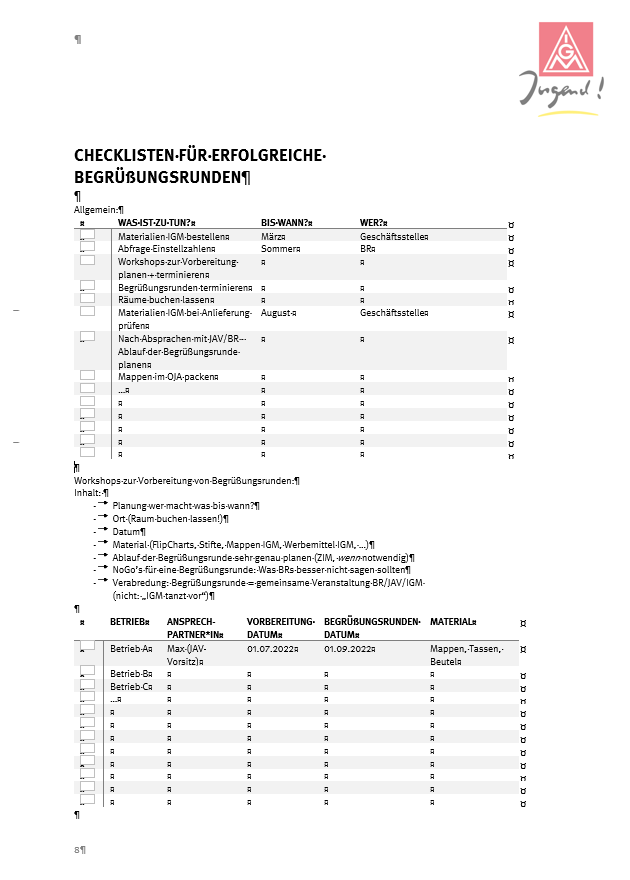 IGM
Jugend!
CHECKLISTEN FÜR ERFOLGREICHE
BEGRÜßUNGSRUNDEN
Allgemein:
WAS IST ZU TUN? BIS WANN? WER?
Materialien IGM bestellen März Geschäftsstelle
Abfrage Einstellzahlen Sommer BR
Workshops zur Vorbereitung
planen + terminieren
Begrüßungsrunden terminieren
Räume buchen lassen
Materialien IGM bei Anlieferung August Geschäftsstelle
prüfen
Nach Absprachen mit JAV/BR -
Ablauf der Begrüßungsrunde
planen
Mappen im OJA packen
...
Workshops zur Vorbereitung von Begrüßungsrunden:
Inhalt:
- Planung wer macht was bis wann?
- Ort (Raum buchen lassen!)
- Datum
- Material (FlipCharts, Stifte, Mappen IGM, Werbemittel IGM, ...)
- Ablauf der Begrüßungsrunde sehr genau planen (ZIM, wenn notwendig)
- NoGo's für eine Begrüßungsrunde: Was BRs besser nicht sagen sollten
- Verabredung: Begrüßungsrunde = gemeinsame Veranstaltung BR/JAV/IGM
(nicht: „IGM tanzt vor“)
BETRIEB ANSPRECH- VORBEREITUNG BEGRÜßUNGSRUNDEN MATERIAL
PARTNER*IN DATUM DATUM
Betrieb A Max (JAV- 01.07.2022 01.09.2022 Mappen, Tassen,
Vorsitz) Beutel
Betrieb B
Betrieb C
...
8